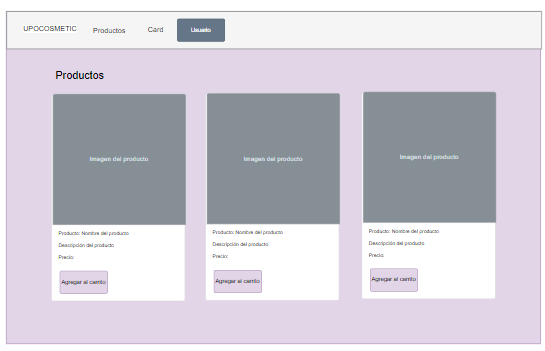 UPOCOSMETIC
Productos
Card
Usuario
Productos
Imagen del producto
Producto: Nombre del producto
Descripción del producto
Precio:
Agregar al carrito
Imagen del producto
Producto: Nombre del producto
Descripción del producto
Precio:
Agregar al carrito
Imagen del producto
Producto: Nombre del producto
Descripción del producto
Precio:
Agregar al carrito